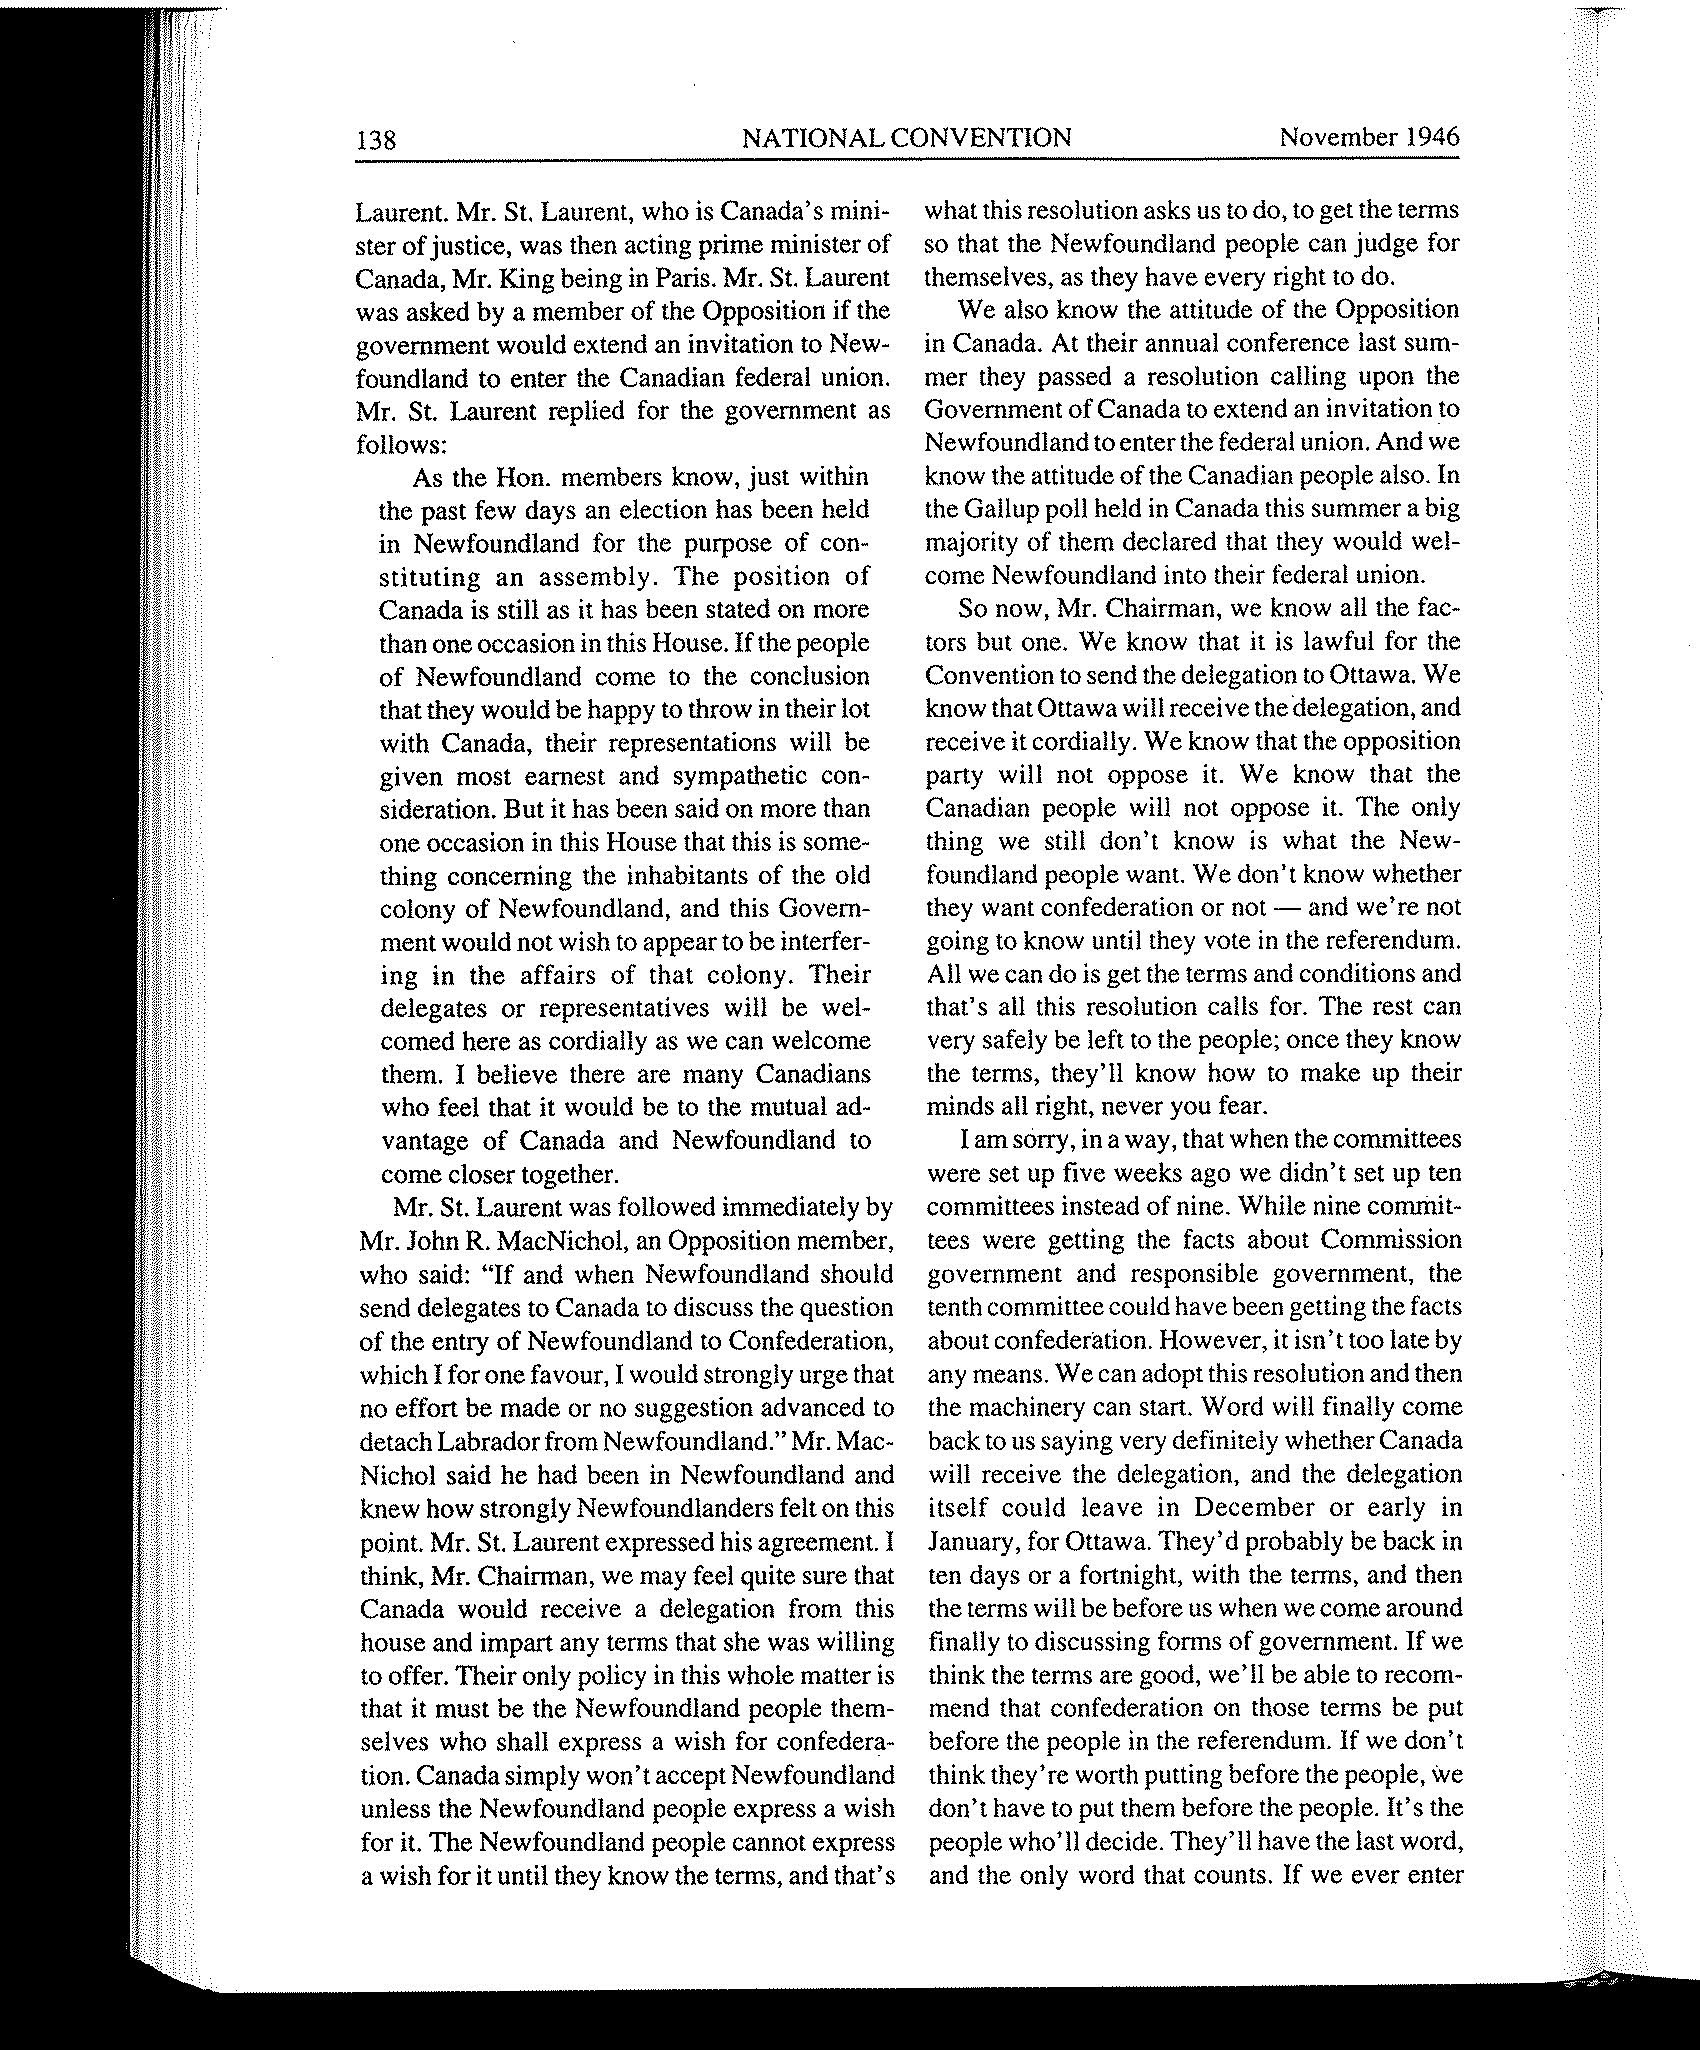 138 NATIONAL CONVENTION November 1946
Laurent. Mr. St. Laurent, who is Canada's mini-
ster of justice, was then acting prime minister of
Canada, Mr. King being in Paris. Mr. St. Laurent
was asked by a member of the Opposition if the
government would extend an invitation to New-
foundland to enter the Canadian federal union.
Mr. St. Laurent replied for the government as
follows:
As the Hon. members know, just within
the past few days an election has been held
in Newfoundland for the purpose of con-
stituting an assembly. The position of
Canada is still as it has been stated on more
than one occasion in this House. If the people
of Newfoundland come to the conclusion
that they would be happy to throw in their lot
with Canada, their representations will be
given most earnest and sympathetic con-
sideration. But it has been said on more than
one occasion in this House that this is some-
thing concerning the inhabitants of the old
colony of Newfoundland, and this Govern-
ment would not wish to appear to be interfer-
ing in the affairs of that colony. Their
delegates or representatives will be wel-
comed here as cordially as we can welcome
them. I believe there are many Canadians
who feel that it would be to the mutual ad-
vantage of Canada and Newfoundland to
come closer together.
Mr. St. Laurent was followed immediately by
Mr. John R. MacNichol, an Opposition member,
who said: "If and when Newfoundland should
send delegates to Canada to discuss the question
of the entry of Newfoundland to Confederation,
which I for one favour, I would strongly urge that
no effort be made or no suggestion advanced to
detach Labrador from Newfoundland." Mr. Mac-
Nichol said he had been in Newfoundland and
knew how strongly Newfoundlanders felt on this
point. Mr. St. Laurent expressed his agreement. I
think, Mr. Chairman, we may feel quite sure that
Canada would receive a delegation from this
house and impart any terms that she was willing
to offer. Their only policy in this whole matter is
that it must be the Newfoundland people them-
selves who shall express a wish for confedera-
tion. Canada simply won't accept Newfoundland
unless the Newfoundland people express a wish
for it. The Newfoundland people cannot express
a wish for it until they know the terms, and that's
what this resolution asks us to do, to get the terms
so that the Newfoundland people can judge for
themselves, as they have every right to do.
We also know the attitude of the Opposition
in Canada. At their annual conference last sum-
mer they passed a resolution calling upon the
Government of Canada to extend an invitation to
Newfoundland to enter the federal union. And we
know the attitude of the Canadian people also. In
the Gallup poll held in Canada this summer a big
majority of them declared that they would wel-
come Newfoundland into their federal union.
So now, Mr. Chairman, we know all the fac-
tors but one. We know that it is lawful for the
Convention to send the delegation to Ottawa. We
know that Ottawa will receive the delegation, and
receive it cordially. We know that the opposition
party will not oppose it. We know that the
Canadian people will not oppose it. The only
thing we still don't know is what the New-
foundland people want. We don't know whether
they want confederation or not — and we're not
going to know until they vote in the referendum.
All we can do is get the terms and conditions and
that's all this resolution calls for. The rest can
very safely be left to the people; once they know
the terms, they'll know how to make up their
minds all right, never you fear.
I am sorry, in a way, that when the committees
were set up five weeks ago we didn't set up ten
committees instead of nine. While nine commit-
tees were getting the facts about Commission
government and responsible government, the
tenth committee could have been getting the facts
about confederation. However, it isn't too late by
any means. We can adopt this resolution and then
the machinery can start. Word will finally come
back to us saying very definitely whether Canada
will receive the delegation, and the delegation
itself could leave in December or early in
January, for Ottawa. They'd probably be back in
ten days or a fortnight, with the terms, and then
the terms will be before us when we come around
finally to discussing forms of government. If we
think the terms are good, we'll be able to recom-
mend that confederation on those terms be put
before the people in the referendum. If we don't
think they're worth putting before the people, we
don't have to put them before the people. It's the
people who'll decide. They'll have the last word,
and the only word that counts. If we ever enter